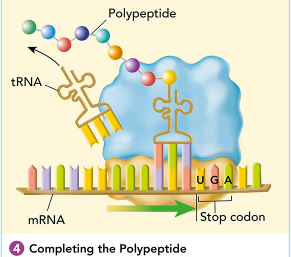 Polypeptide
tRNA
U G A
mRNA
Stop codon
4 Completing the Polypeptide